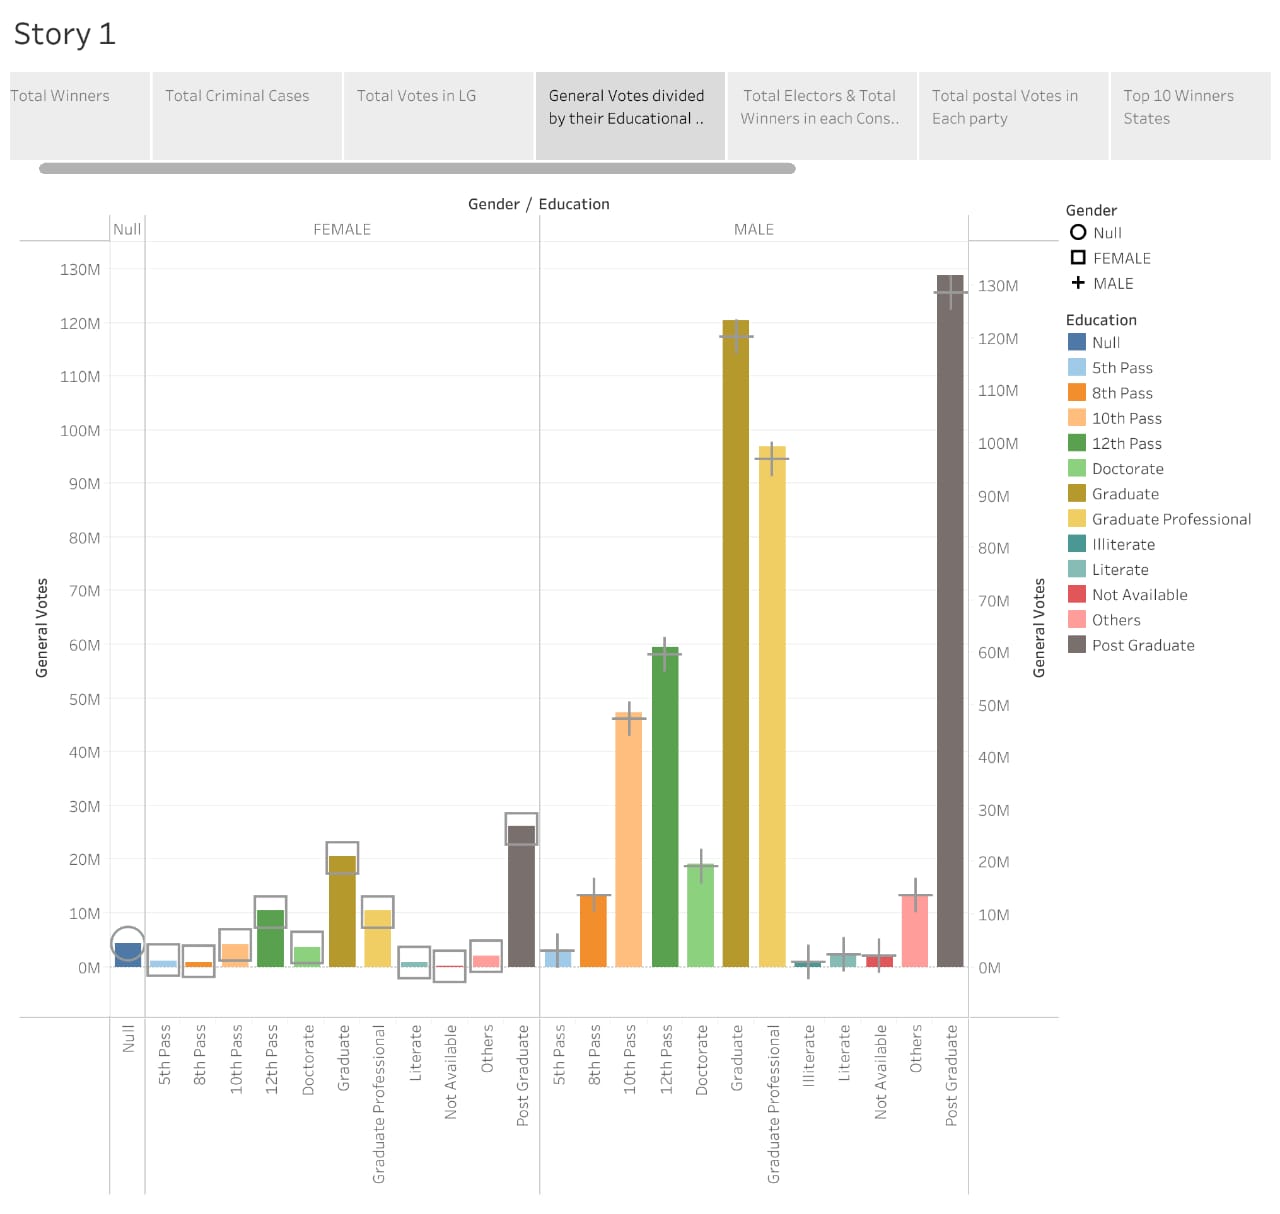 Story 1
Total Winners
Total Criminal Cases
Total Votes in LG
General Votes divided
by their Educational ..
Total Electors & Total
Winners in each Cons..
Total postal Votes in
Each party
Top 10 Winners
States
Gender / Education
Null
FEMALE
MALE
130M
120M
110M
100M
90M
80M
70M
60M
50M
40M
30M
20M
10M
0M
General Votes
130M
120M
110M
100M
90M
80M
70M
60M
50M
40M
30M
20M
10M
0M
General Votes
Null
5th Pass
8th Pass
10th Pass
12th Pass
Doctorate
Graduate
Graduate Professional
Literate
Not Available
Others
Post Graduate
5th Pass
8th Pass
10th Pass
12th Pass
Doctorate
Graduate
Graduate Professional
Illiterate
Literate
Not Available
Others
Post Graduate
Gender
Null
FEMALE
MALE
Education
Null
5th Pass
8th Pass
10th Pass
12th Pass
Doctorate
Graduate
Graduate Professional
Illiterate
Literate
Not Available
Others
Post Graduate